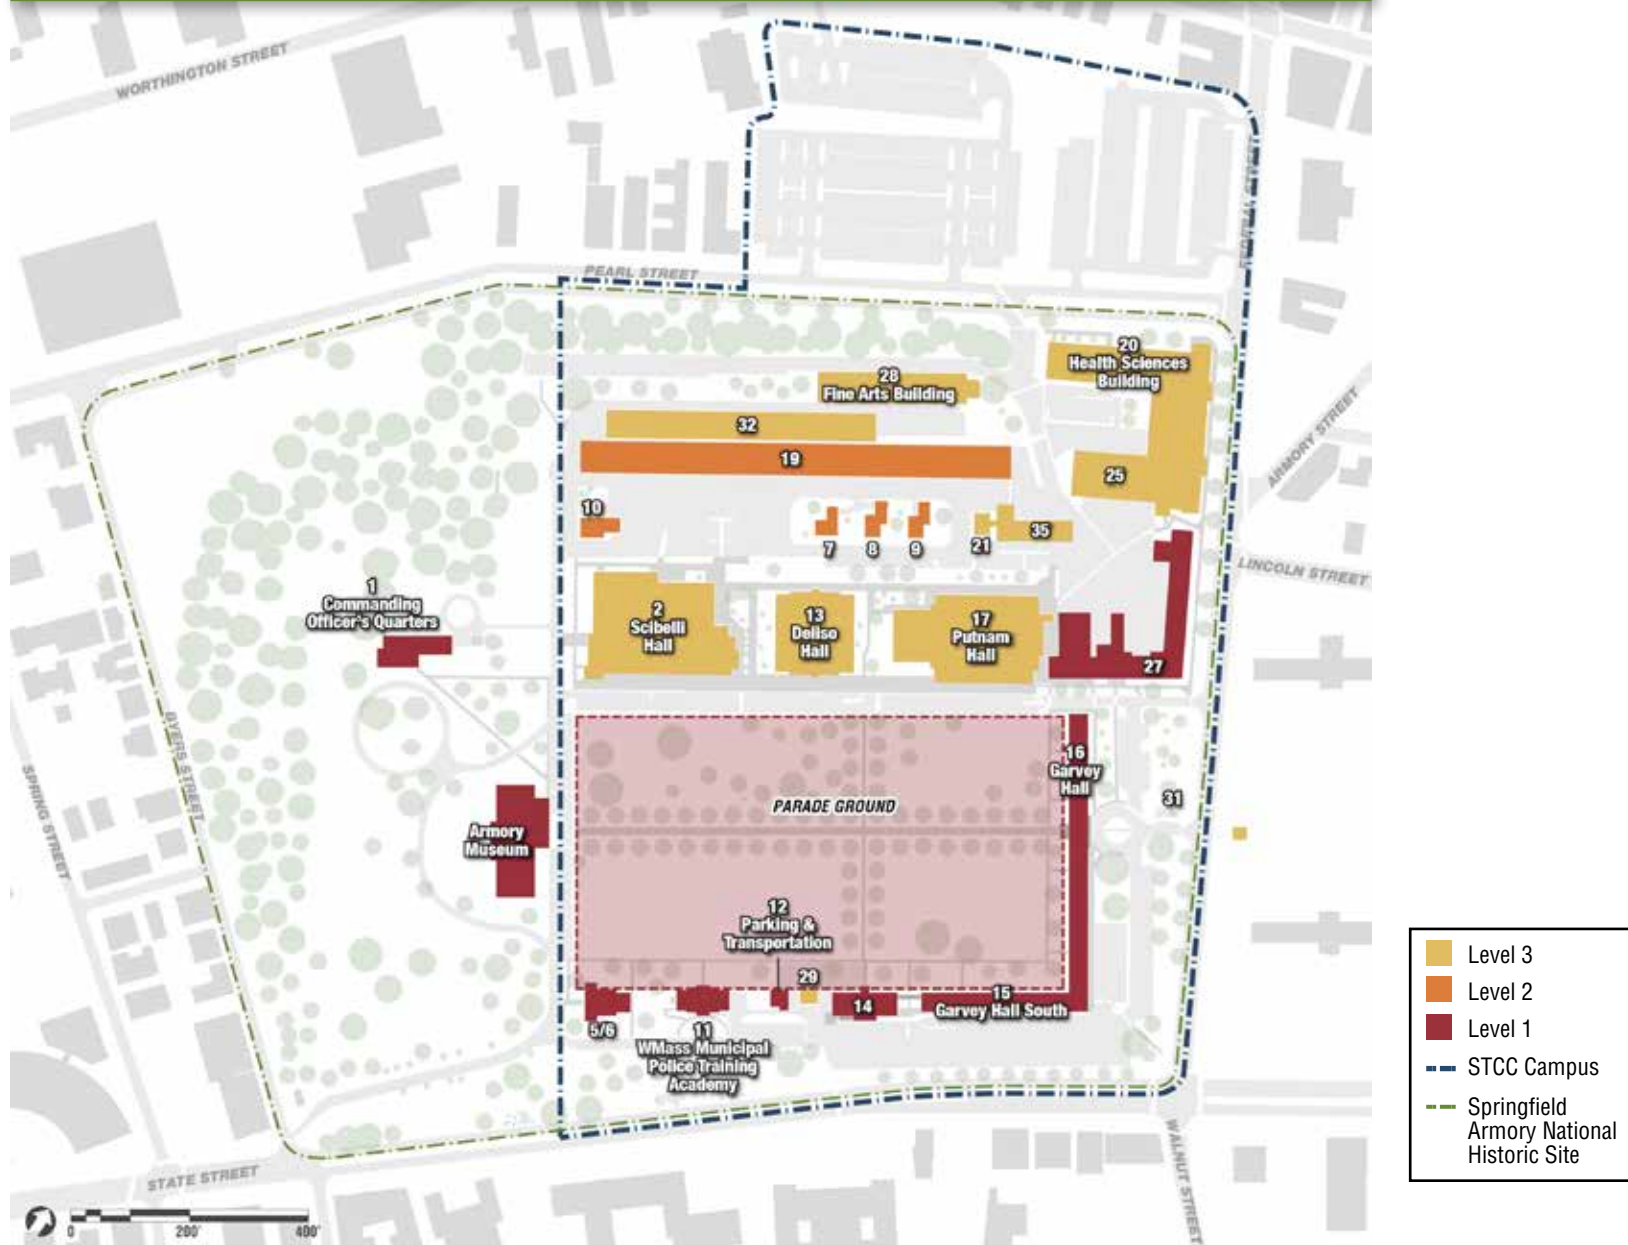 WORTHINGTON STREET
PEARL STREET
FEDERAL STREET
20
Health Sciences
Building
28
Fine Arts Building
32
19
25
ARMORY STREET
10
7
8
9
21
35
LINCOLN STREET
1
Commanding
Officer's Quarters
2
Scibelli
Hall
13
Deliso
Hall
17
Putnam
Hall
27
BYERS STREET
SPRING STREET
16
Garvey
Hall
31
PARADE GROUND
Armory
Museum
12
Parking &
Transportation
29
14
15
Garvey Hall South
5/6
11
WMass Municipal
Police Training
Academy
STATE STREET
WALNUT STREET
0
200'
400'
Level 3
Level 2
Level 1
STCC Campus
Springfield
Armory National
Historic Site